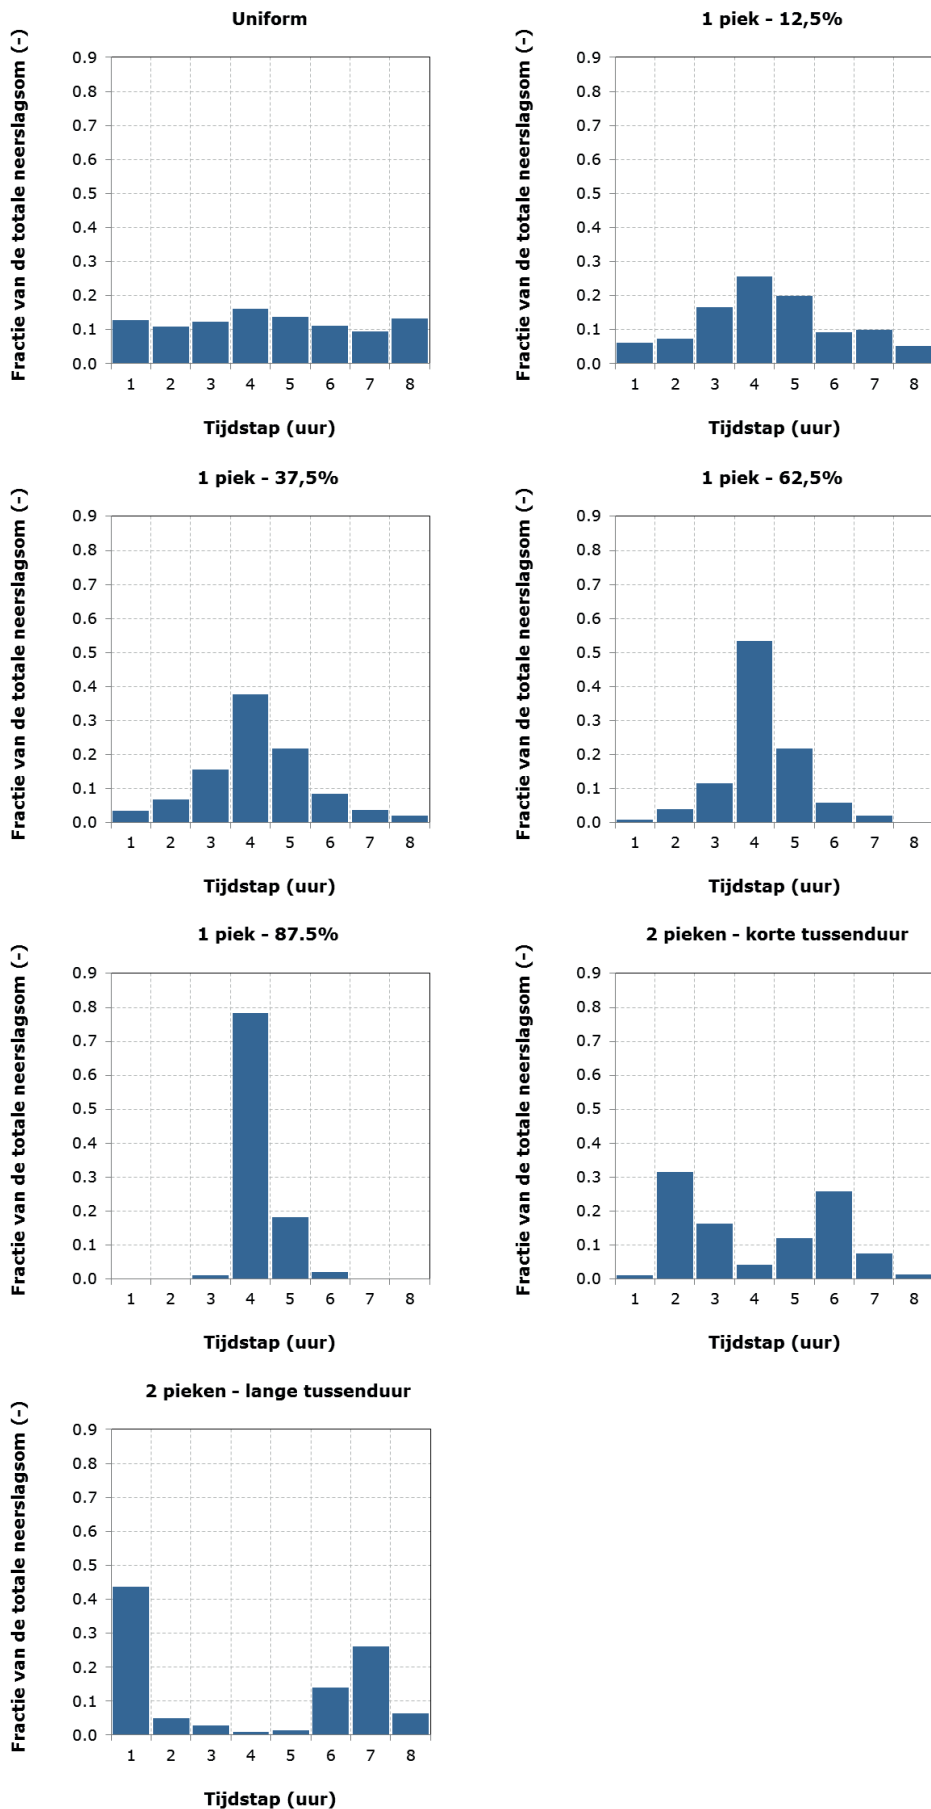 Uniform
Fractie van de totale neerslagsom (-)
0.9
0.8
0.7
0.6
0.5
0.4
0.3
0.2
0.1
0.0
1 2 3 4 5 6 7 8
Tijdstap (uur)
1 piek - 12,5%
Fractie van de totale neerslagsom (-)
0.9
0.8
0.7
0.6
0.5
0.4
0.3
0.2
0.1
0.0
1 2 3 4 5 6 7 8
Tijdstap (uur)
1 piek - 37,5%
Fractie van de totale neerslagsom (-)
0.9
0.8
0.7
0.6
0.5
0.4
0.3
0.2
0.1
0.0
1 2 3 4 5 6 7 8
Tijdstap (uur)
1 piek - 62,5%
Fractie van de totale neerslagsom (-)
0.9
0.8
0.7
0.6
0.5
0.4
0.3
0.2
0.1
0.0
1 2 3 4 5 6 7 8
Tijdstap (uur)
1 piek - 87.5%
Fractie van de totale neerslagsom (-)
0.9
0.8
0.7
0.6
0.5
0.4
0.3
0.2
0.1
0.0
1 2 3 4 5 6 7 8
Tijdstap (uur)
2 pieken - korte tussenduur
Fractie van de totale neerslagsom (-)
0.9
0.8
0.7
0.6
0.5
0.4
0.3
0.2
0.1
0.0
1 2 3 4 5 6 7 8
Tijdstap (uur)
2 pieken - lange tussenduur
Fractie van de totale neerslagsom (-)
0.9
0.8
0.7
0.6
0.5
0.4
0.3
0.2
0.1
0.0
1 2 3 4 5 6 7 8
Tijdstap (uur)